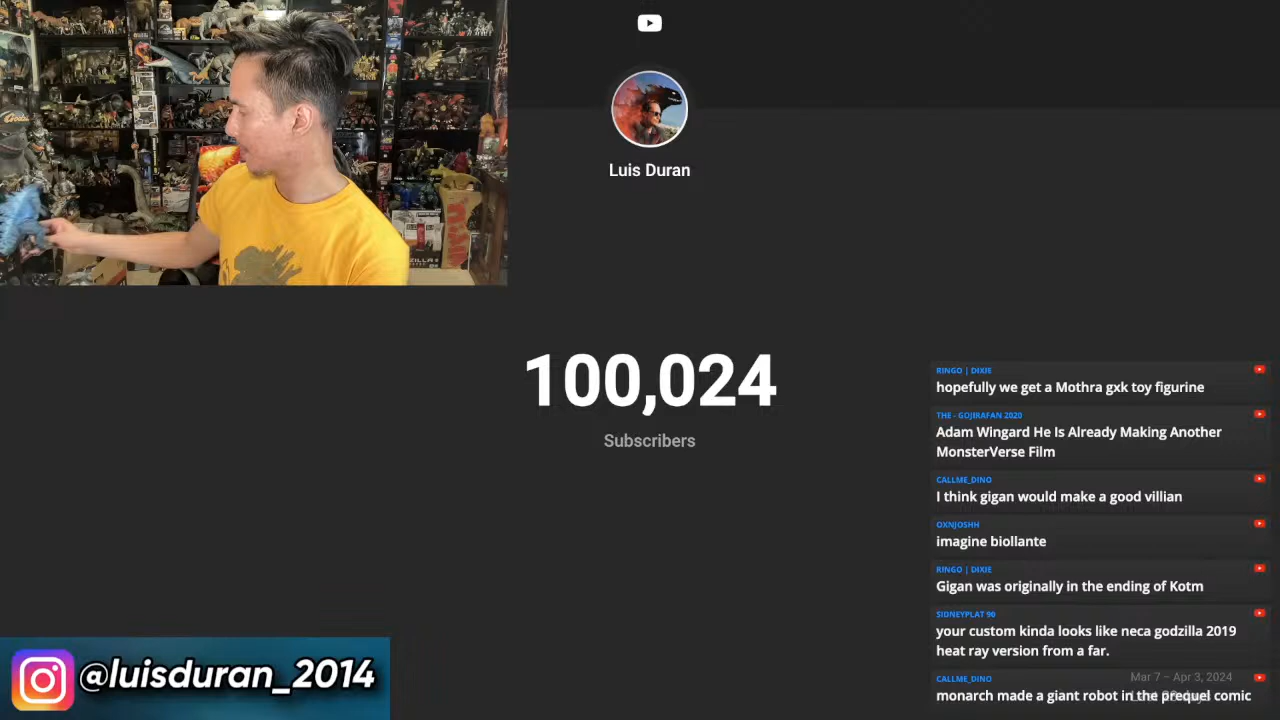 Luis Duran
100,024
Subscribers
RINGO | DIXIE
hopefully we get a Mothra gxk toy figurine
THE - GOJIRAFAN 2020
Adam Wingard He Is Already Making Another
MonsterVerse Film
CALLME_DINO
I think gigan would make a good villian
OXNJOSHH
imagine biollante
RINGO | DIXIE
Gigan was originally in the ending of Kotm
SIDNEYPLAT 90
your custom kinda looks like neca godzilla 2019
heat ray version from a far.
Mar 7 – Apr 3, 2024
CALLME_DINO
monarch made a giant robot in the prequel comic
@luisduran_2014